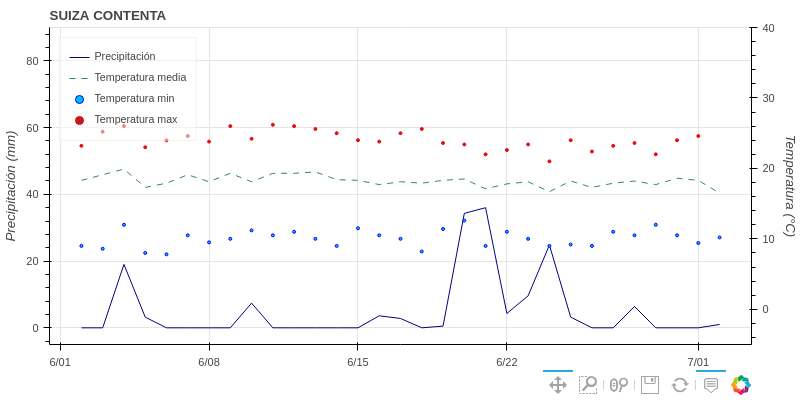 SUIZA CONTENTA
Precipitación
Temperatura media
Temperatura min
Temperatura max
Precipitación (mm)
80
60
40
20
0
Temperatura (°C)
40
30
20
10
0
6/01
6/08
6/15
6/22
7/01